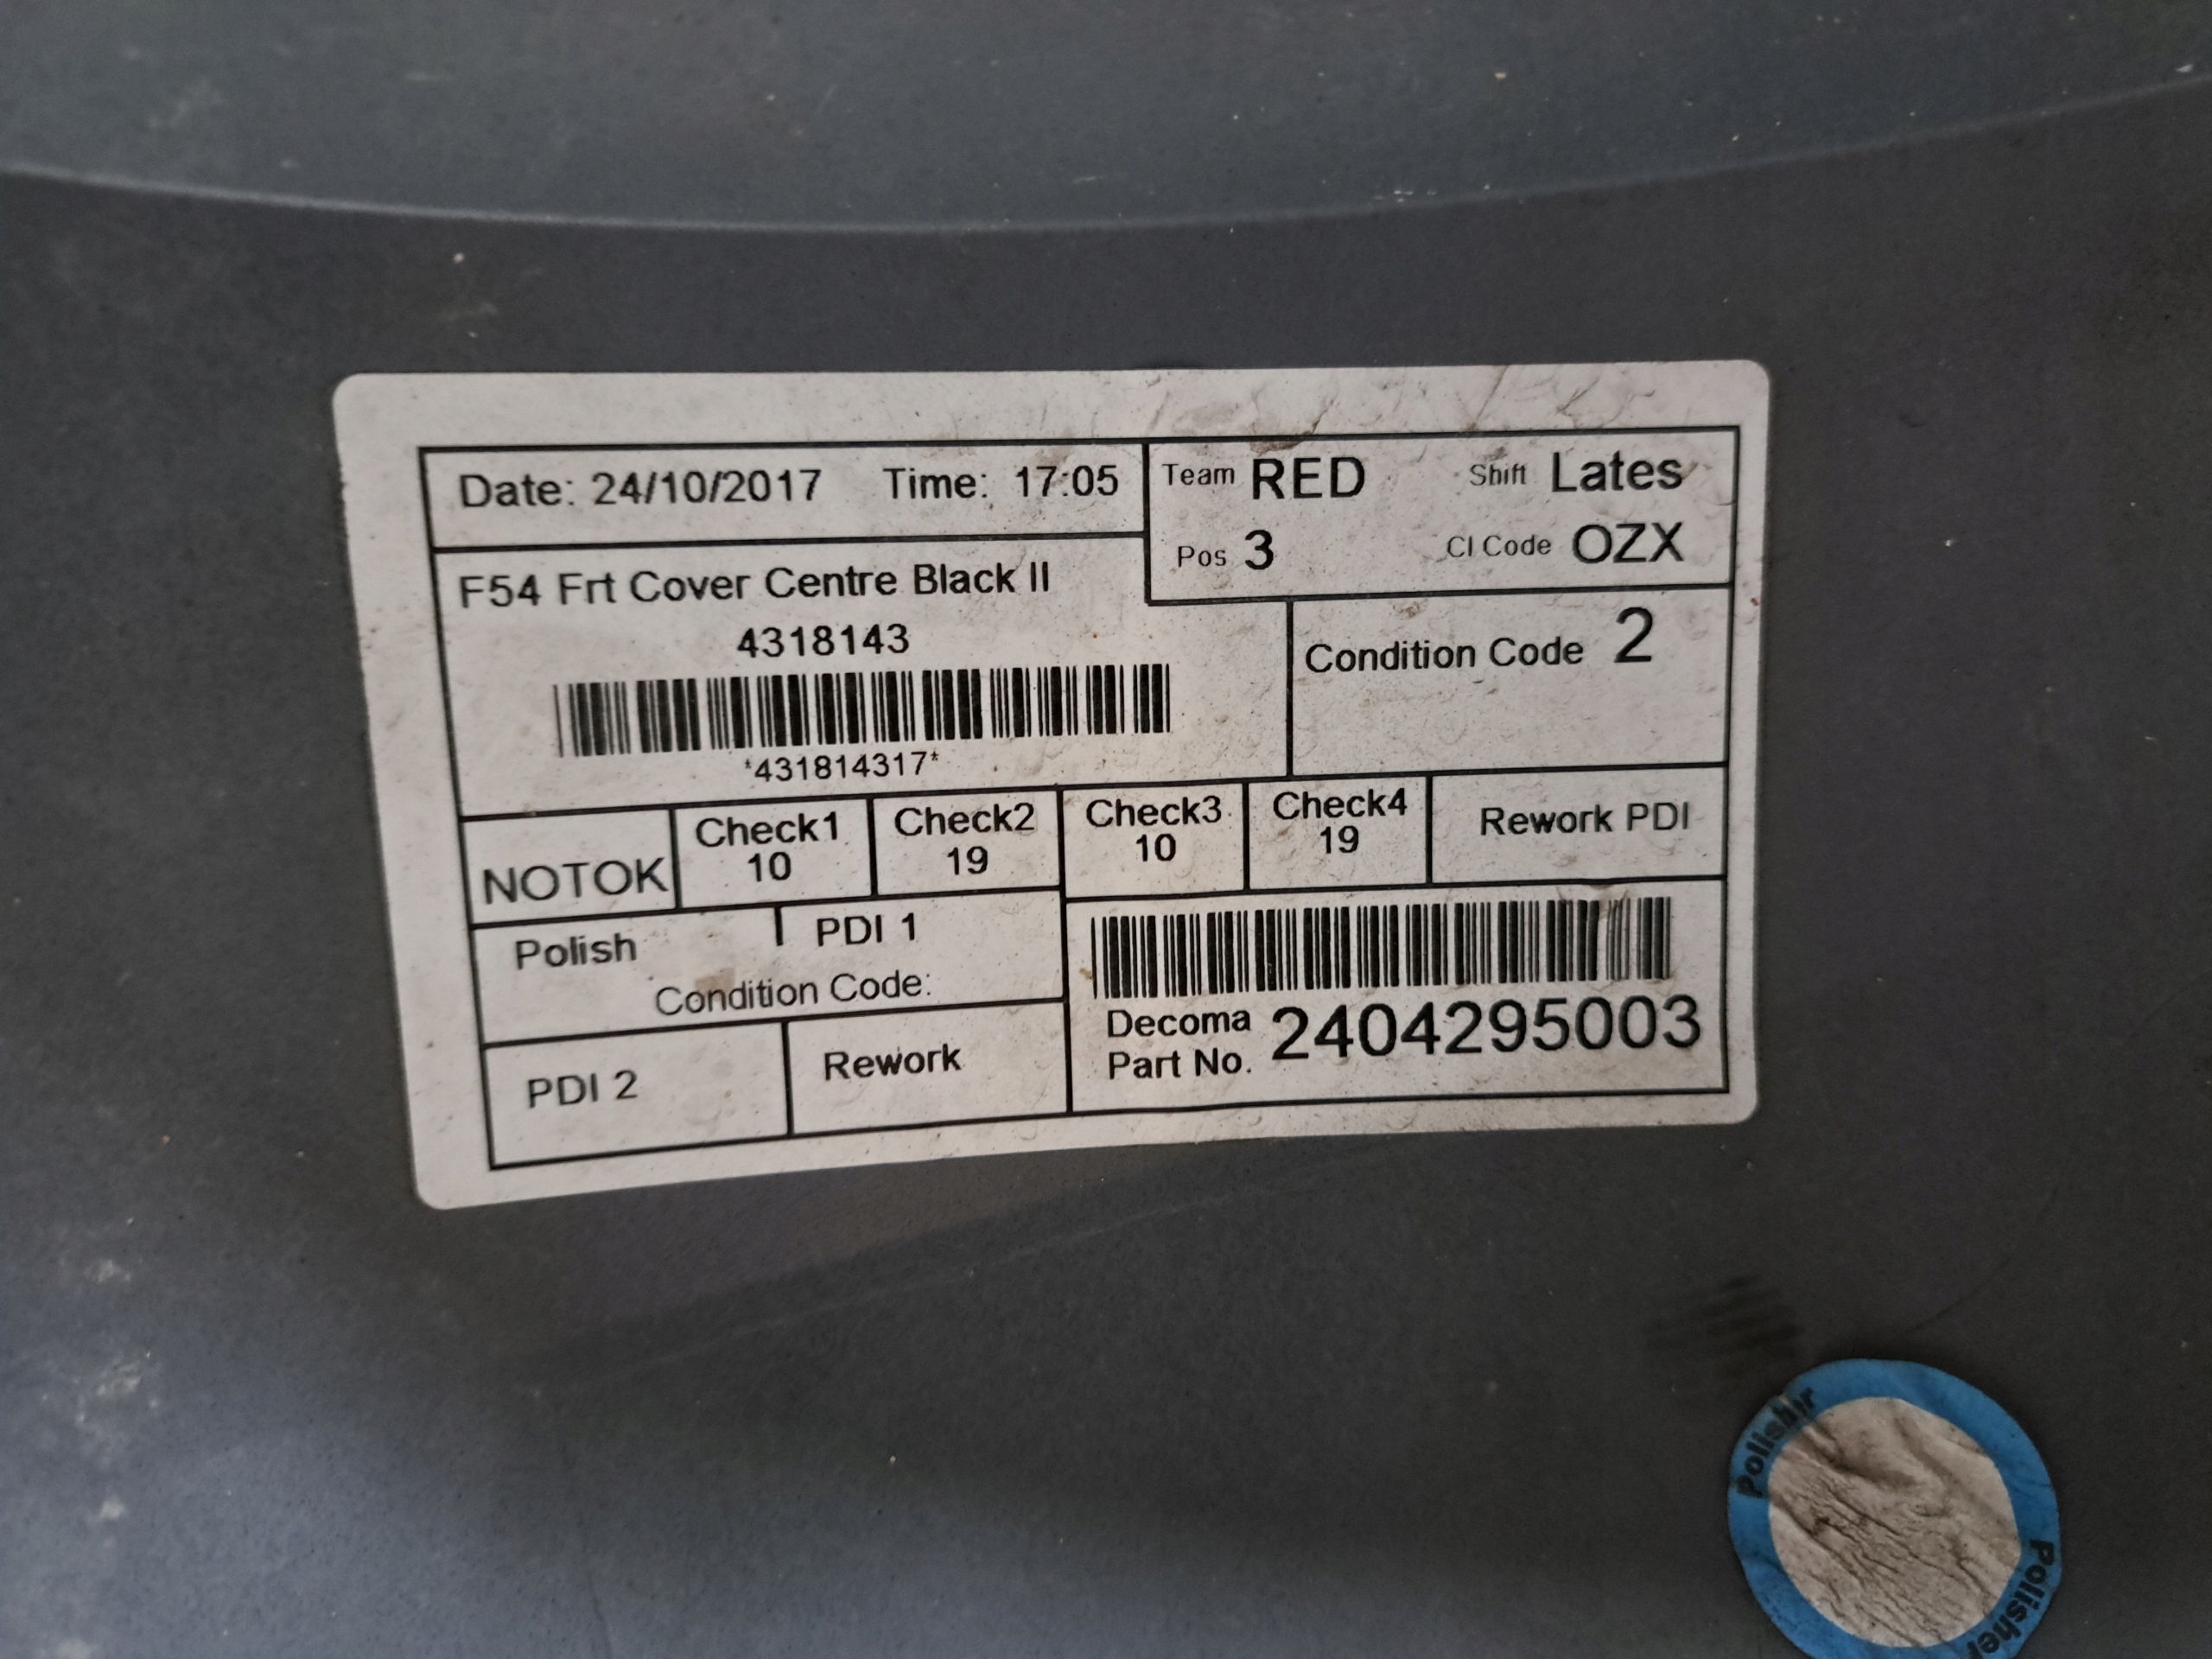 Date: 24/10/2017 Time: 17:05
Team RED Shift Lates
Pos 3 CI Code OZX
F54 Frt Cover Centre Black II
4318143
*431814317*
Condition Code 2
NOTOK
Check1
10
Check2
19
Check3
10
Check4
19
Rework PDI
Polish PDI 1
Condition Code:
PDI 2
Rework
Decoma
Part No. 2404295003
Polisher